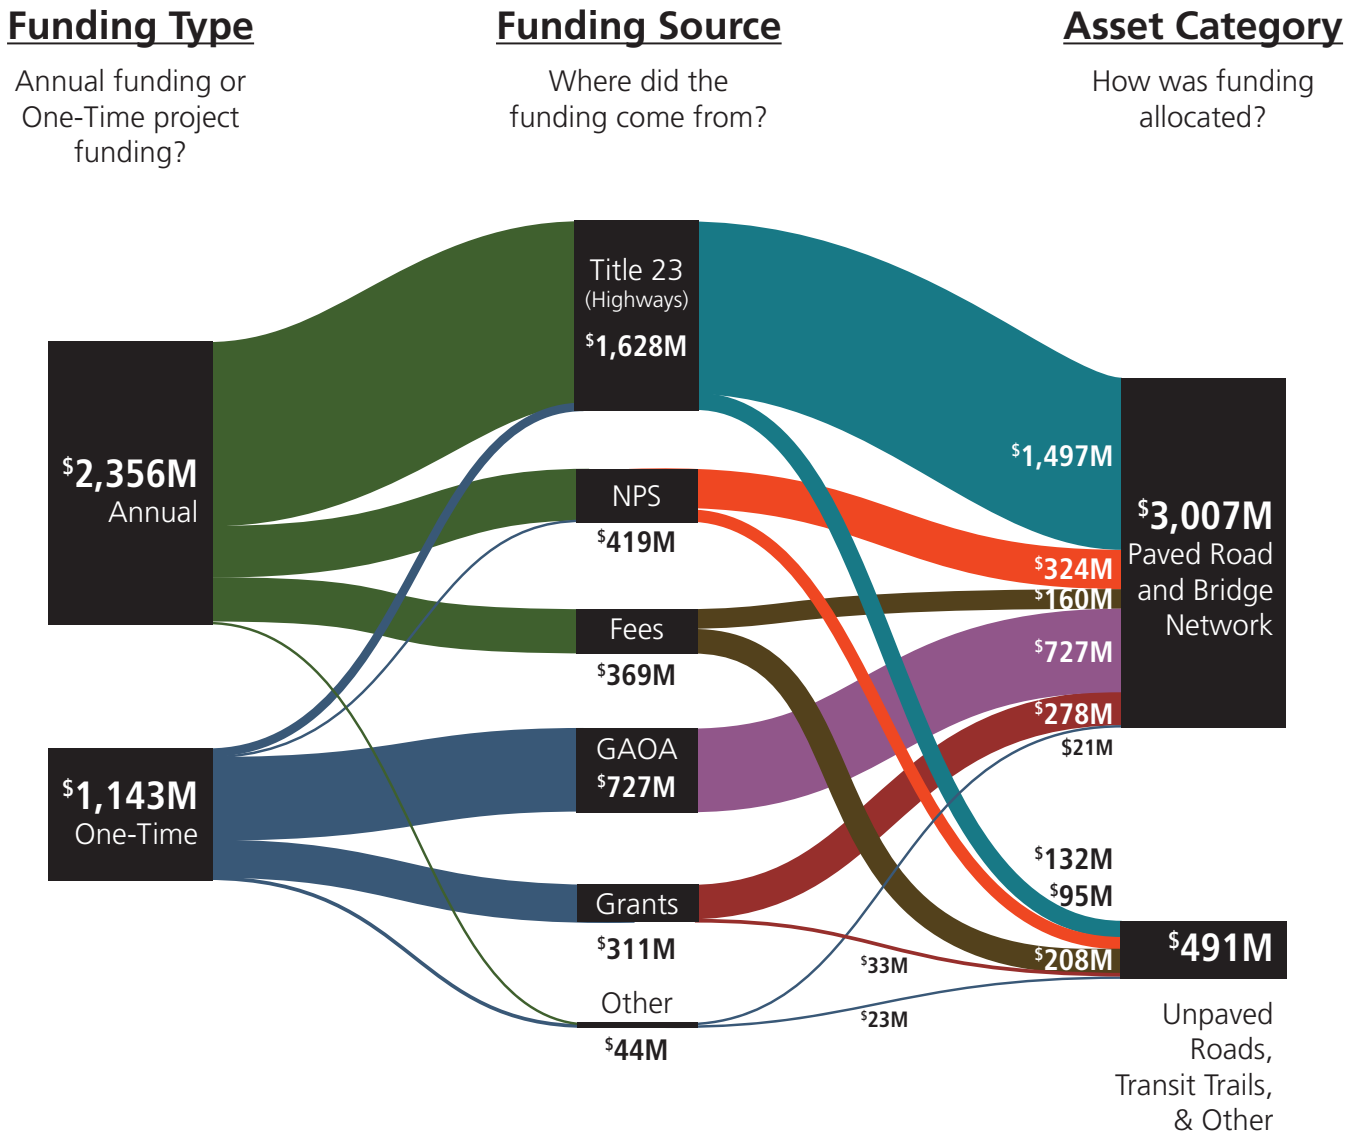 Funding Type
Annual funding or
One-Time project
funding?
Funding Source
Where did the
funding come from?
Asset Category
How was funding
allocated?
$2,356M
Annual
$1,143M
One-Time
Title 23
(Highways)
$1,628M
NPS
$419M
Fees
$369M
GAOA
$727M
Grants
$311M
Other
$44M
$1,497M
$324M
$160M
$727M
$278M
$21M
$132M
$95M
$208M
$33M
$23M
$3,007M
Paved Road
and Bridge
Network
$491M
Unpaved
Roads,
Transit Trails,
& Other